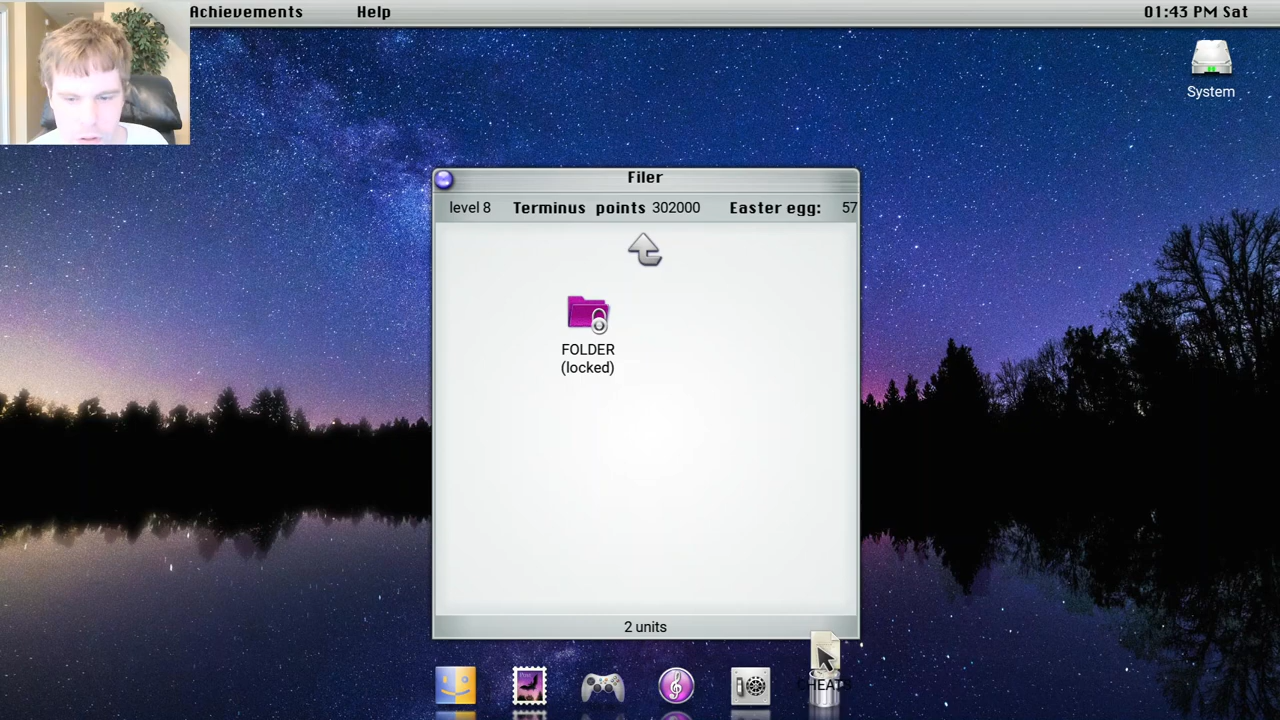 Achievements Help 01:43 PM Sat
System
Filer
level 8 Terminus points 302000 Easter egg: 57
FOLDER
(locked)
2 units
CHEATS